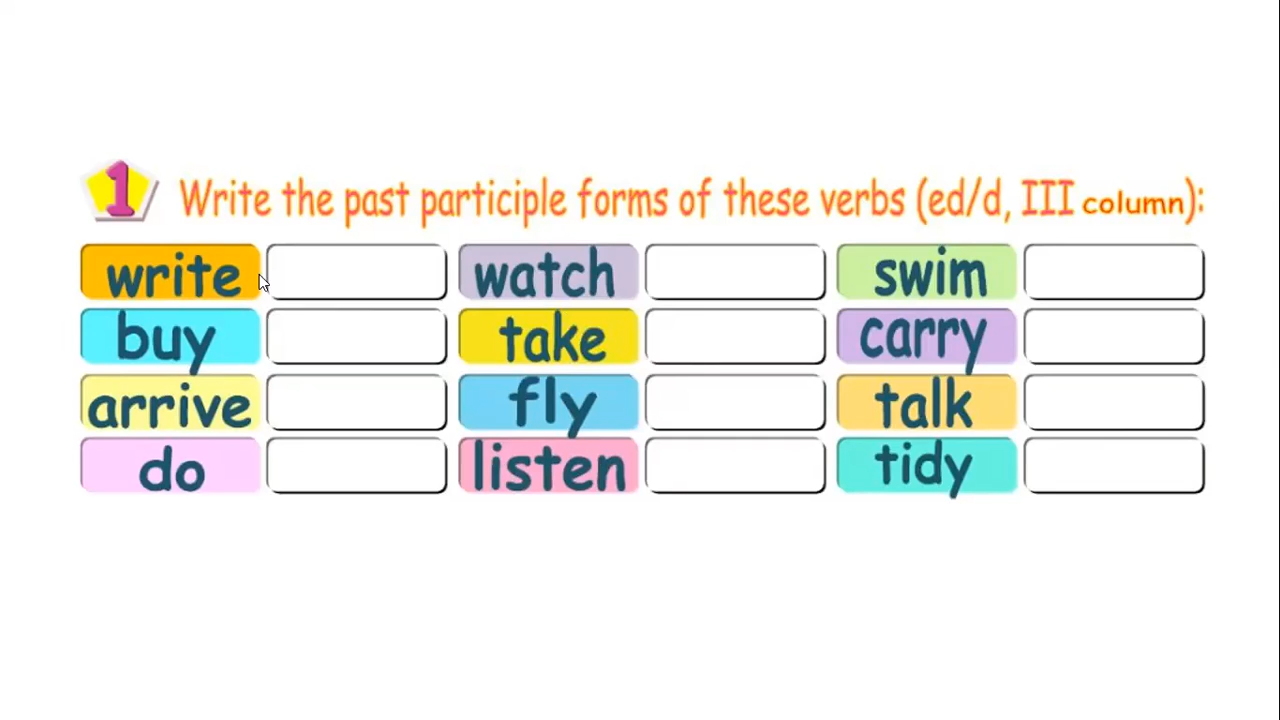 1 Write the past participle forms of these verbs (ed/d, III column):
write watch swim
buy take carry
arrive fly talk
do listen tidy